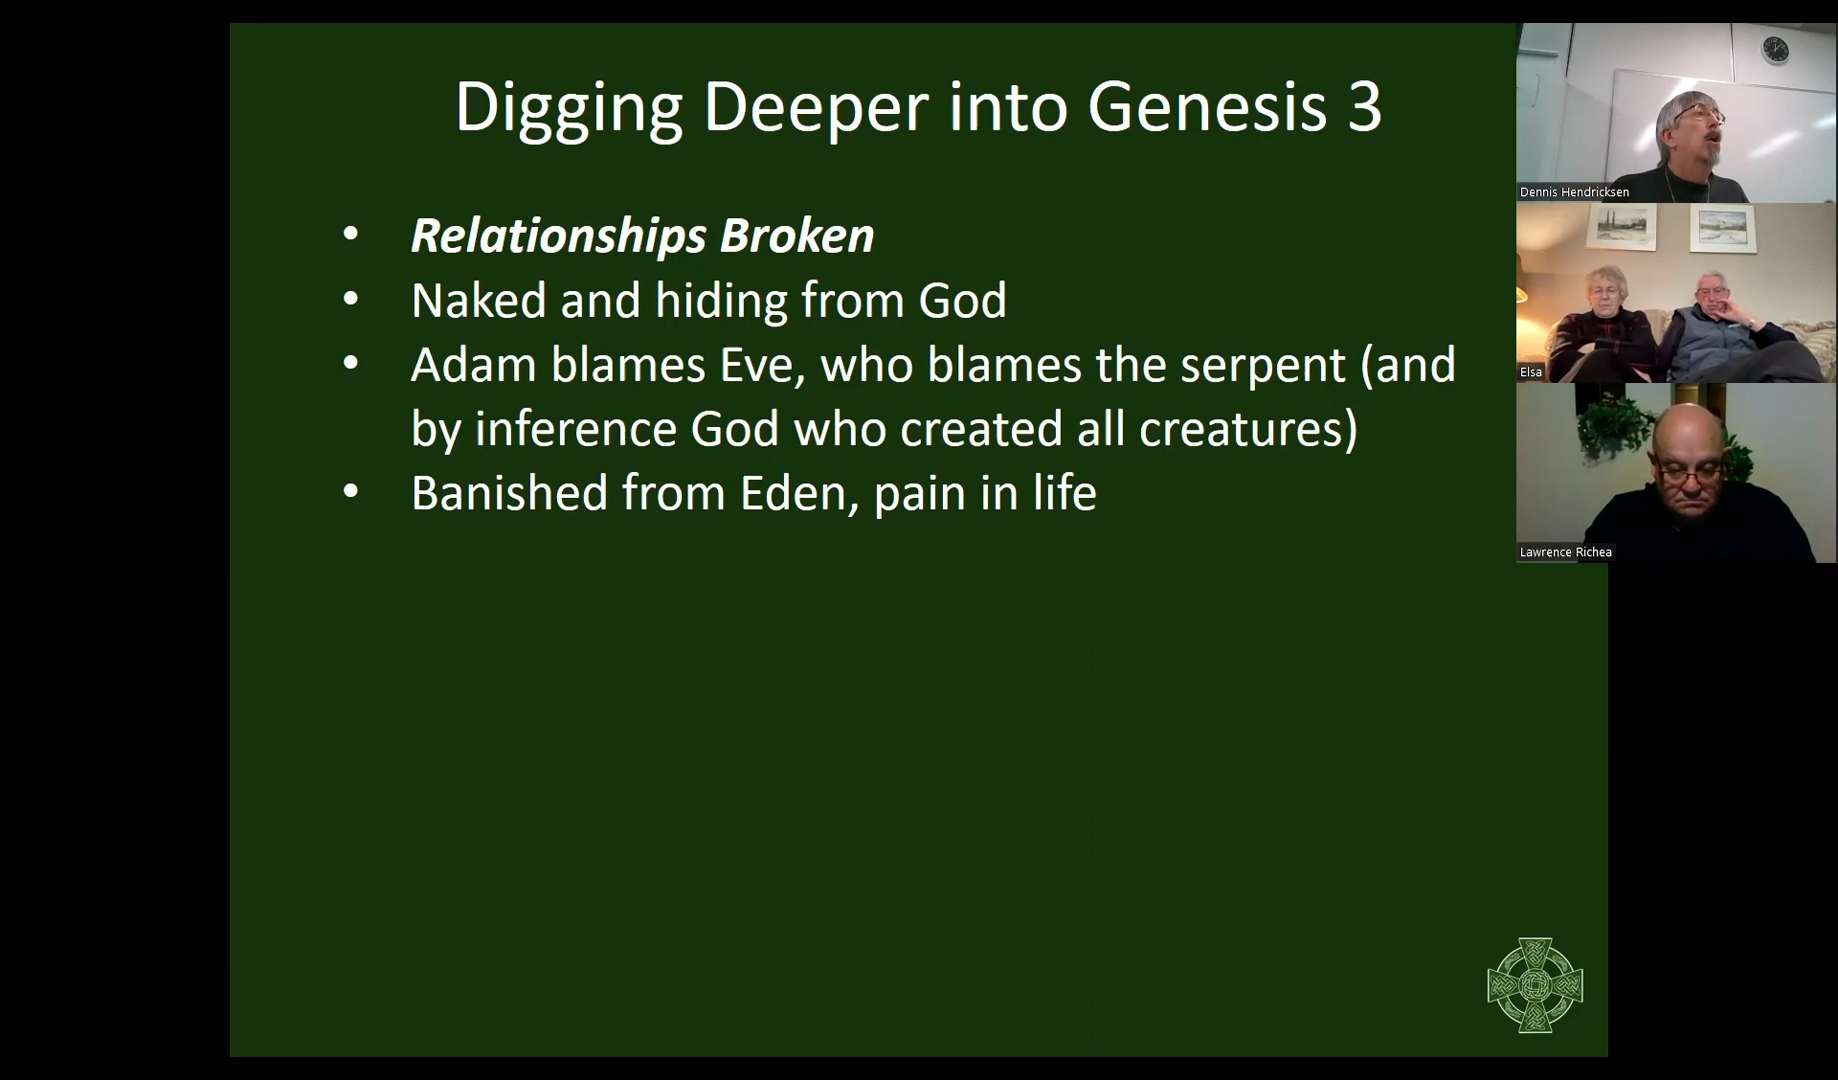 Digging Deeper into Genesis 3
• Relationships Broken
• Naked and hiding from God
• Adam blames Eve, who blames the serpent (and
by inference God who created all creatures)
• Banished from Eden, pain in life
Dennis Hendricksen
Elsa
Lawrence Richea